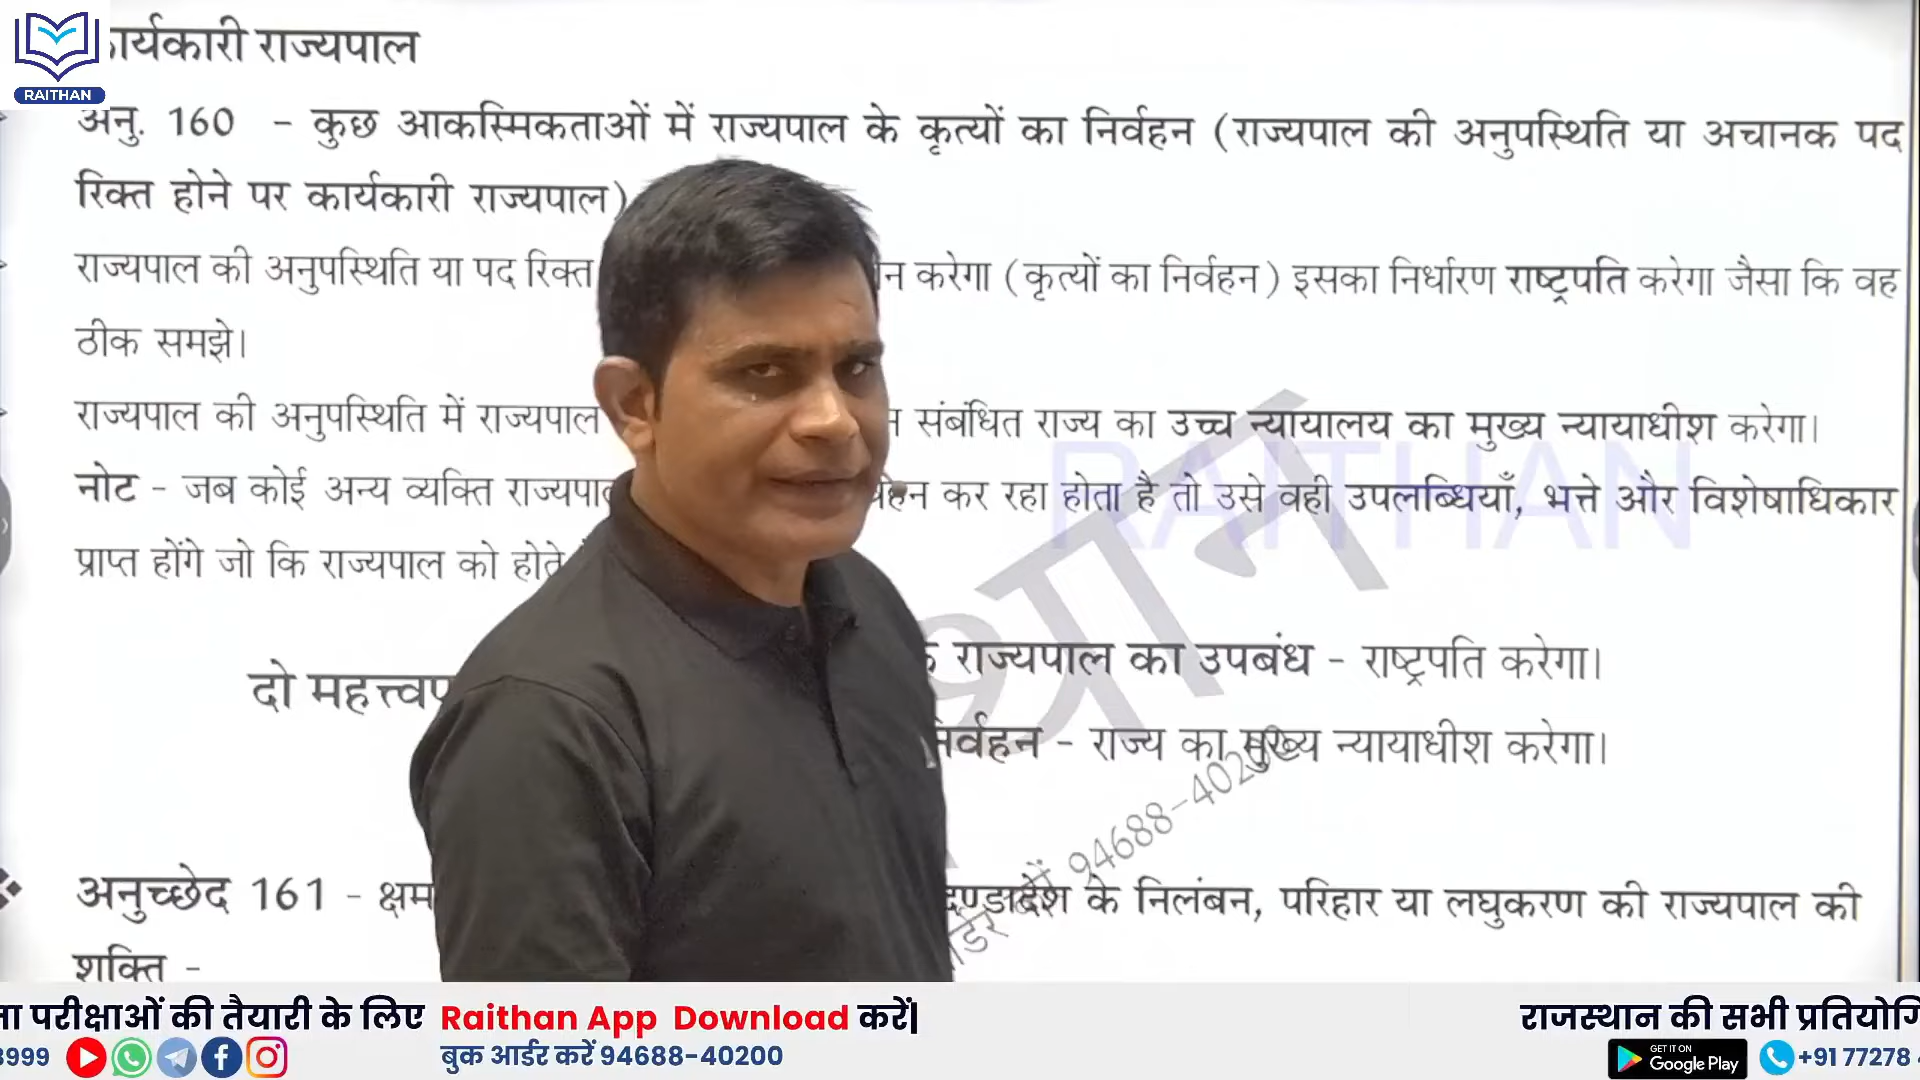 RAITHAN
कार्यकारी राज्यपाल
अनु. 160 - कुछ आकस्मिकताओं में राज्यपाल के कृत्यों का निर्वहन (राज्यपाल की अनुपस्थिति या अचानक पद
रिक्त होने पर कार्यकारी राज्यपाल)
राज्यपाल की अनुपस्थिति या पद रिक्त न करेगा (कृत्यों का निर्वहन) इसका निर्धारण राष्ट्रपति करेगा जैसा कि वह
ठीक समझे।
राज्यपाल की अनुपस्थिति में राज्यपाल संबंधित राज्य का उच्च न्यायालय का मुख्य न्यायाधीश करेगा।
नोट - जब कोई अन्य व्यक्ति कर रहा होता है तो उसे वही उपलब्धियाँ, भत्ते और विशेषाधिकार
प्राप्त होंगे जो कि राज्यपाल को होते
RAITHAN
राज्यपाल का उपबंध - राष्ट्रपति करेगा।
दो
निर्वहन - राज्य का मुख्य न्यायाधीश करेगा।
94688-402
अनुच्छेद 161 - दण्डादेश के निलंबन, परिहार या लघुकरण की राज्यपाल की
शक्ति -
परीक्षाओं की तैयारी के लिए Raithan App Download करें| राजस्थान की सभी
3999 बुक आर्डर करें 94688-40200 GET IT ON Google Play +91 77278